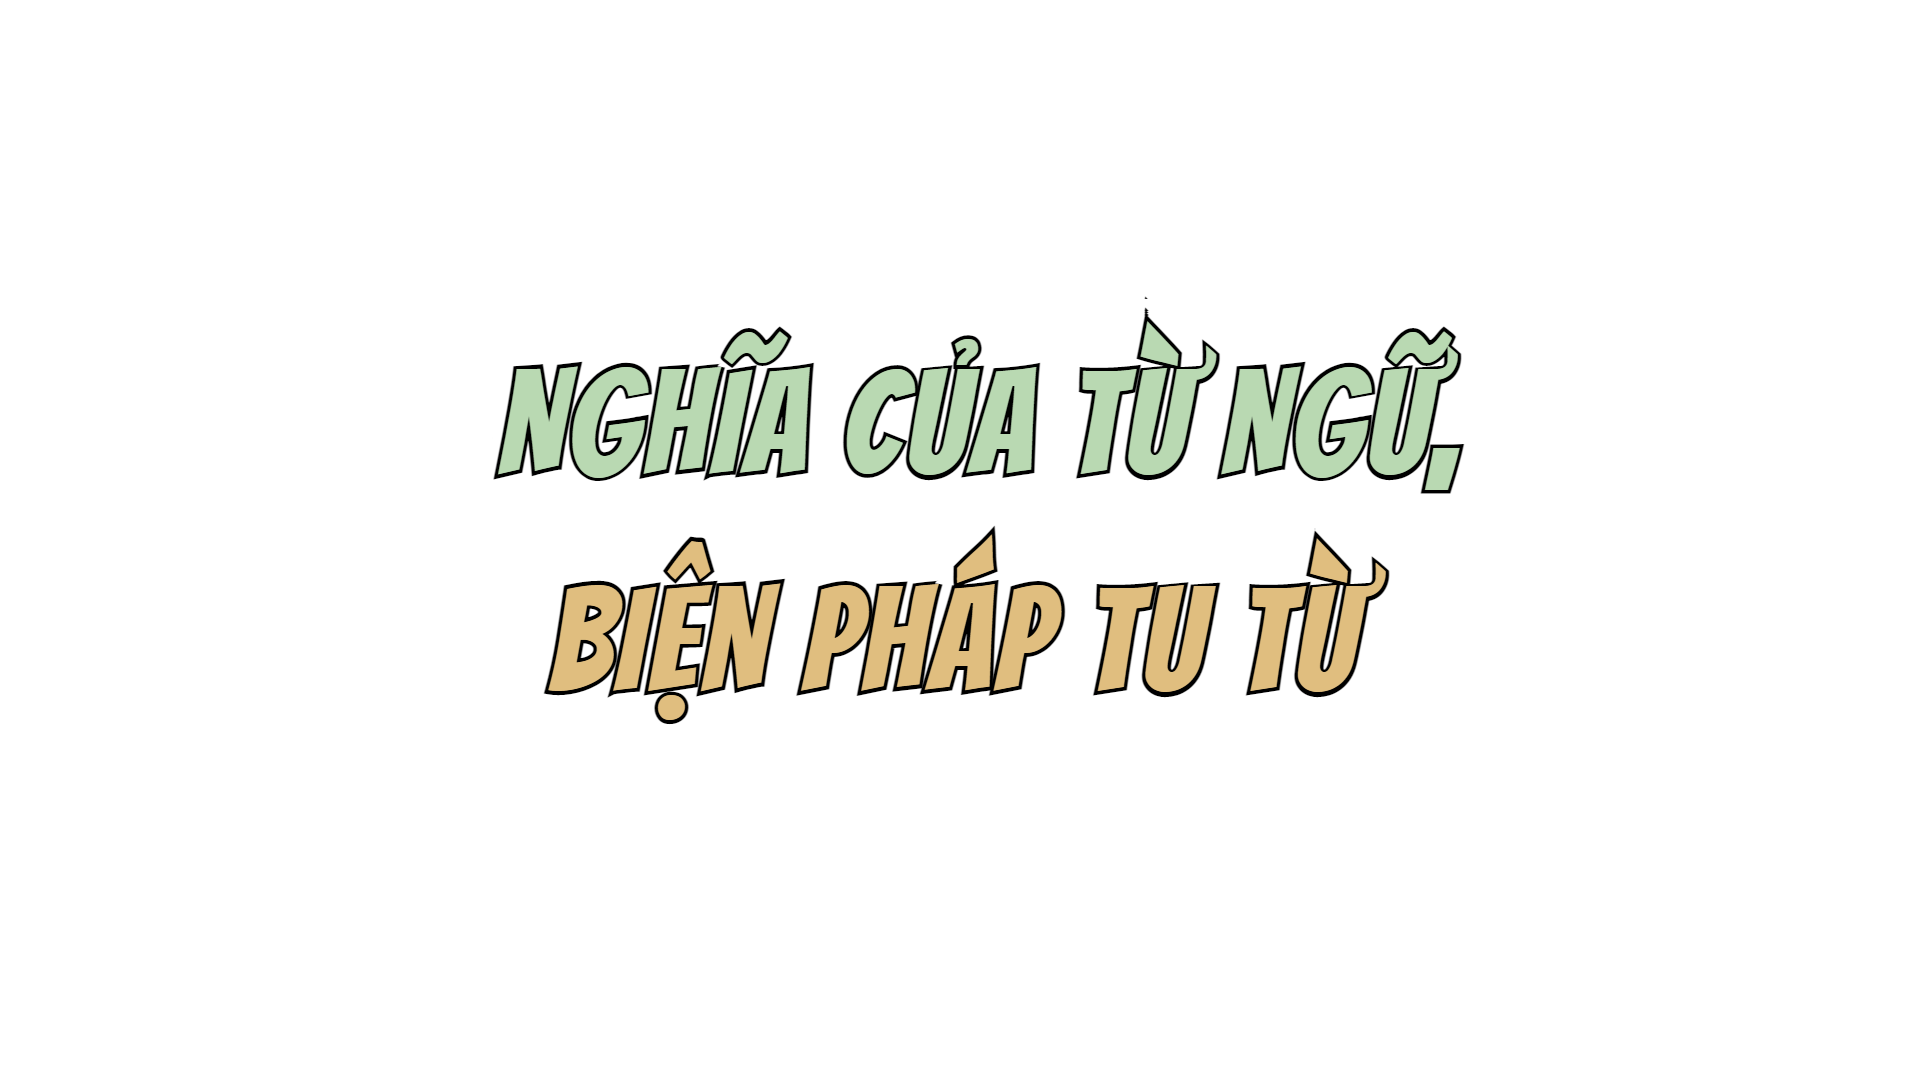 NGHĨA CỦA TỪ NGỮ,
BIỆN PHÁP TU TỪ